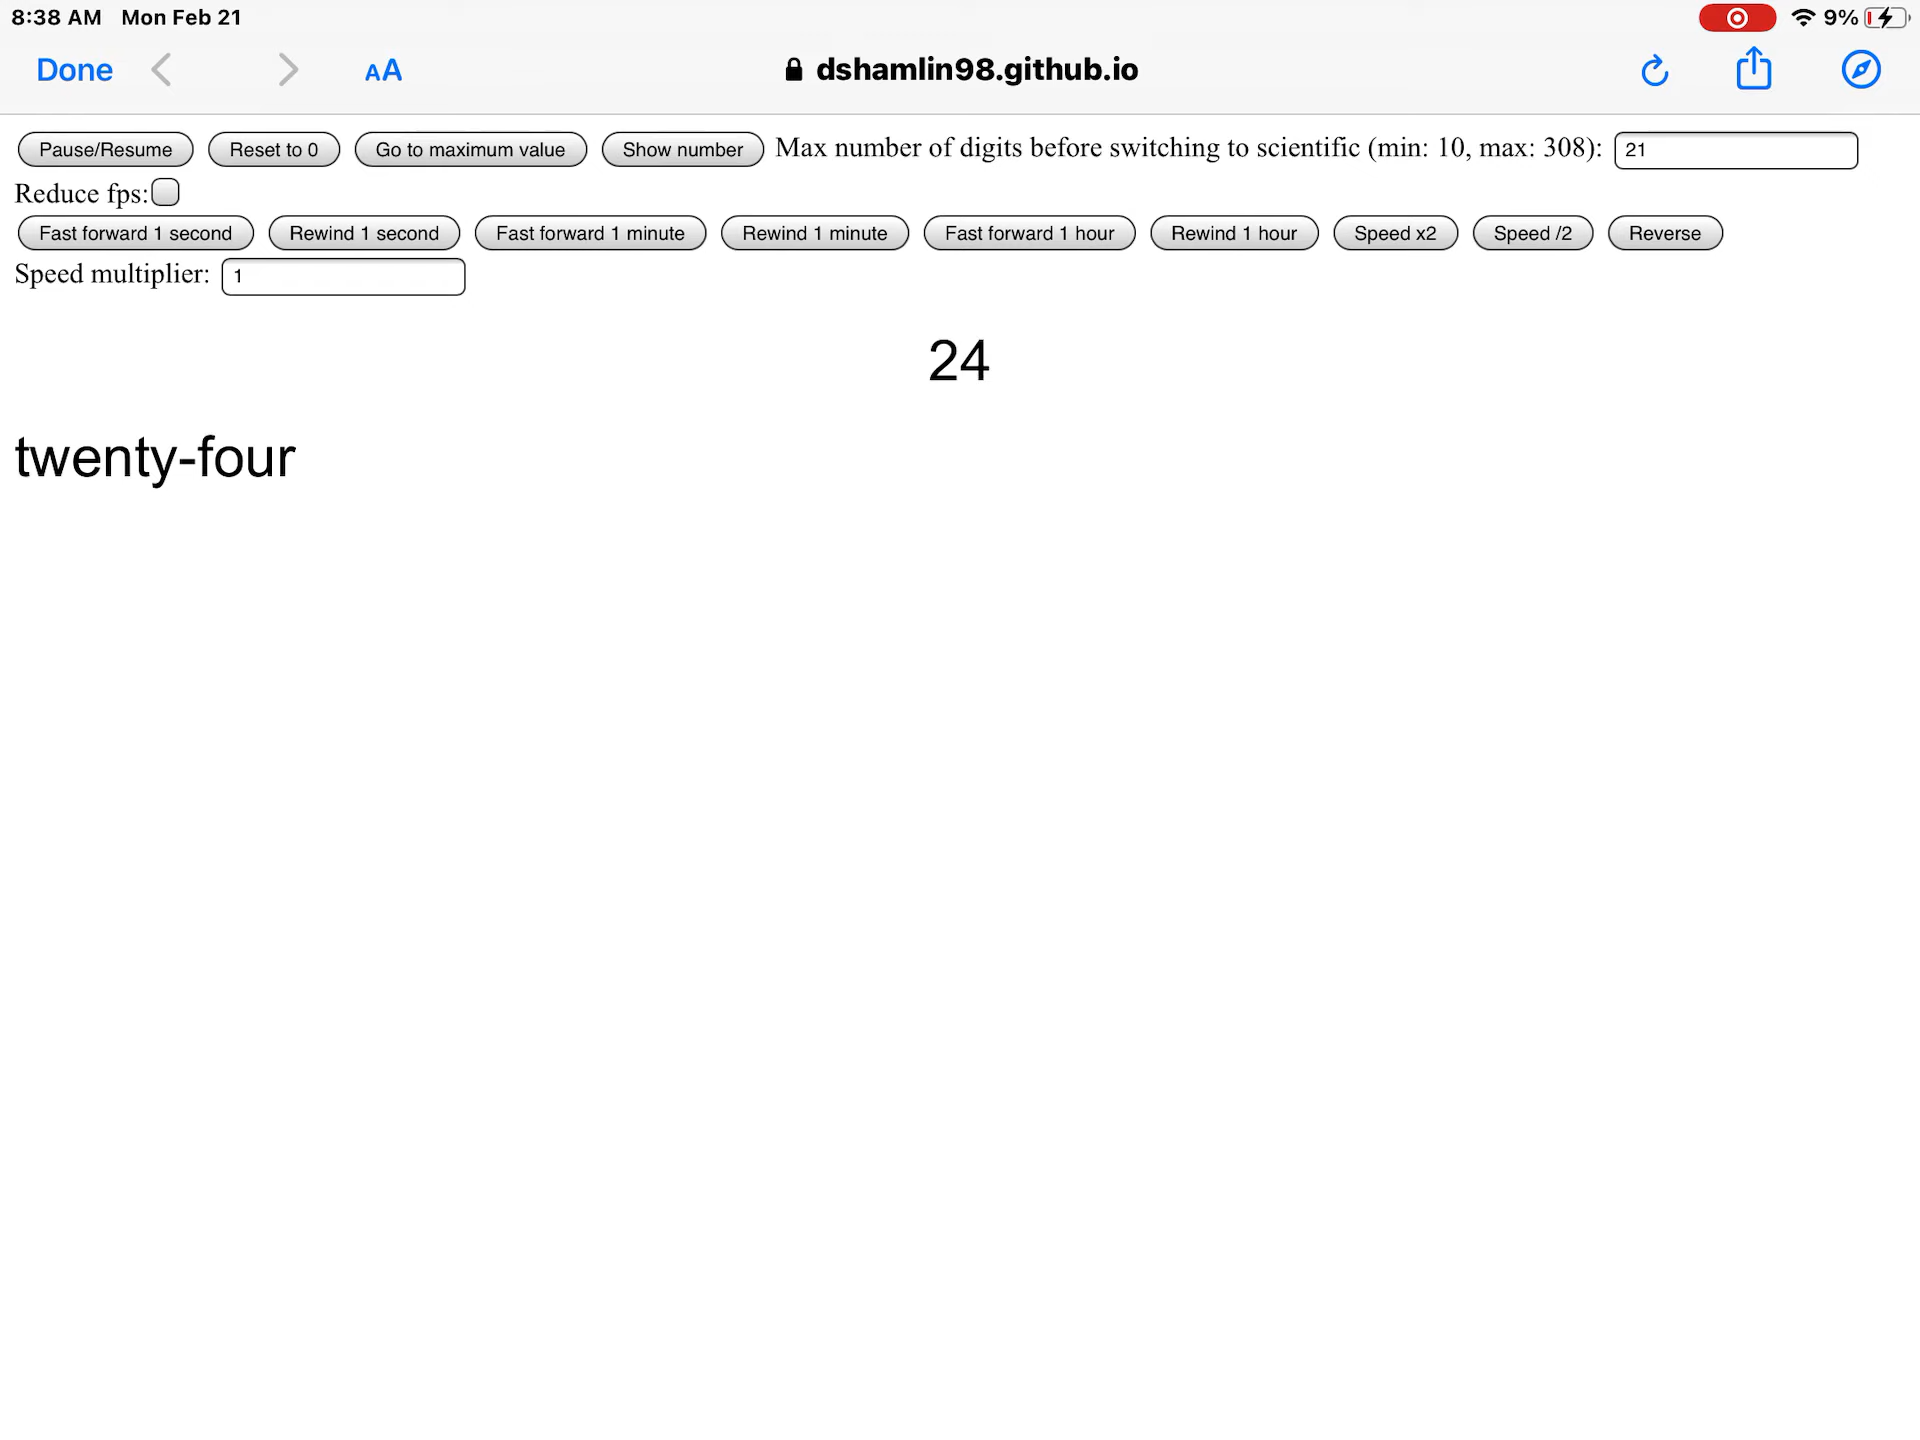 8:38 AM Mon Feb 21 9%
Done AA dshamlin98.github.io
Pause/Resume Reset to 0 Go to maximum value Show number Max number of digits before switching to scientific (min: 10, max: 308): 21
Reduce fps:
Fast forward 1 second Rewind 1 second Fast forward 1 minute Rewind 1 minute Fast forward 1 hour Rewind 1 hour Speed x2 Speed /2 Reverse
Speed multiplier: 1
24
twenty-four